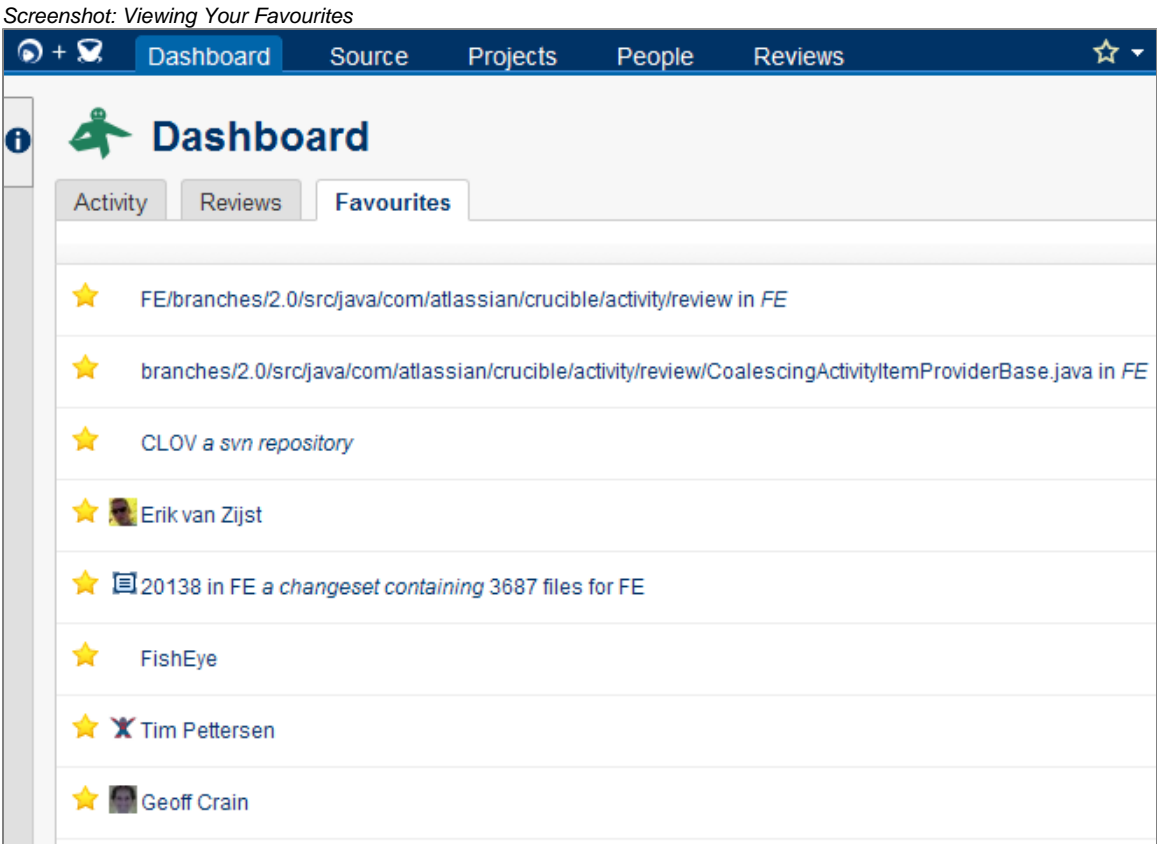 Screenshot: Viewing Your Favourites
+ Dashboard Source Projects People Reviews
Dashboard
Activity Reviews Favourites
FE/branches/2.0/src/java/com/atlassian/crucible/activity/review in FE
branches/2.0/src/java/com/atlassian/crucible/activity/review/CoalescingActivityItemProviderBase.java in FE
CLOV a svn repository
Erik van Zijst
20138 in FE a changeset containing 3687 files for FE
FishEye
Tim Pettersen
Geoff Crain